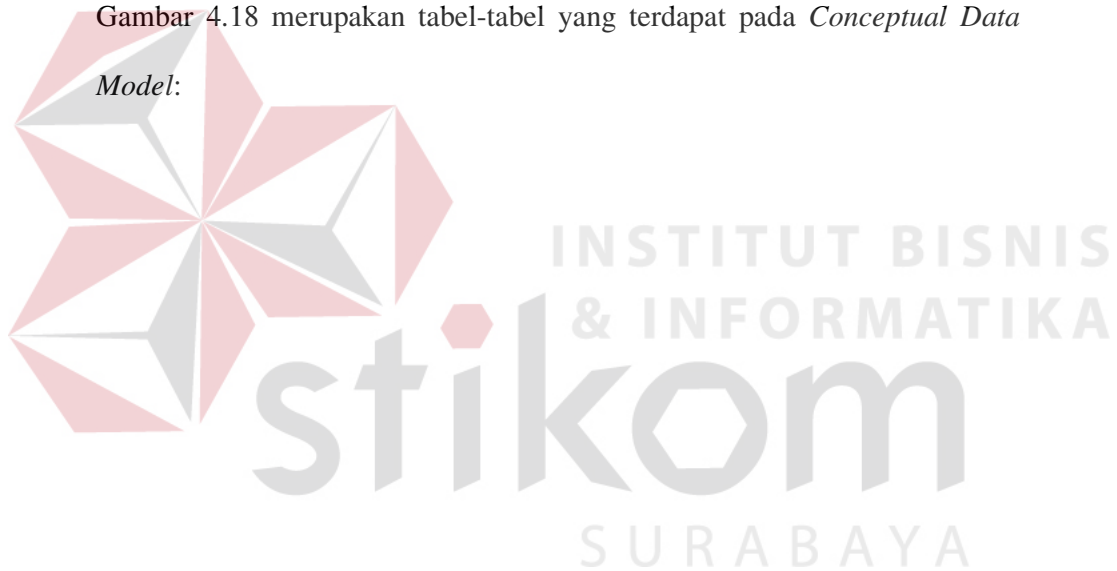 Gambar 4.18 merupakan tabel-tabel yang terdapat pada Conceptual Data
Model:
INSTITUT BISNIS
& INFORMATIKA
stikom
SURABAYA